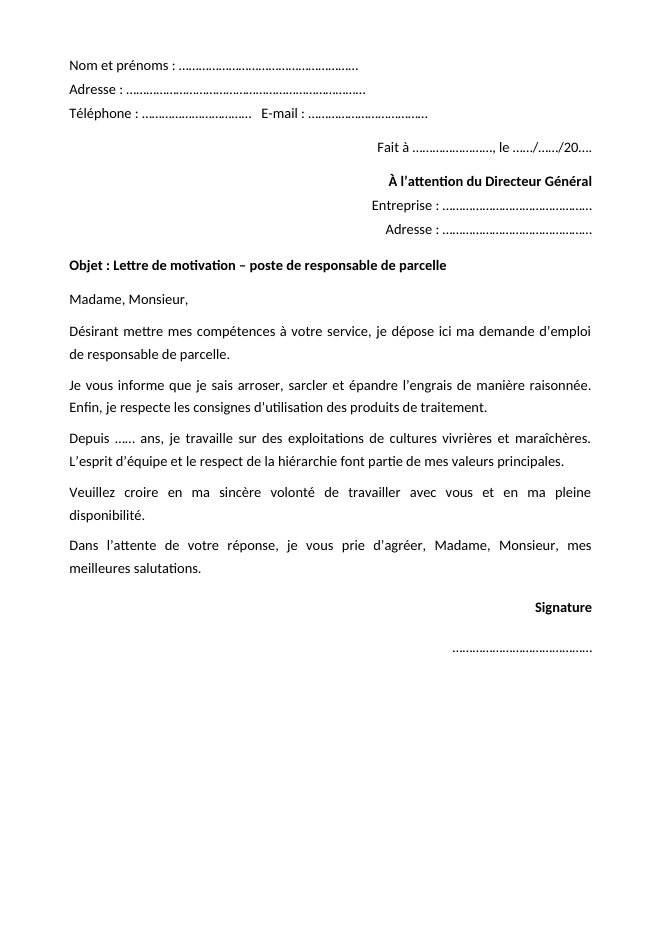 Nom et prénoms : ………………………………………………
Adresse : ………………………………………………………………
Téléphone : ……………………………   E-mail : ………………………………
Fait à ……………………, le ……/……/20….
À l’attention du Directeur Général
Entreprise : ………………………………………
Adresse : ………………………………………
Objet : Lettre de motivation – poste de responsable de parcelle
Madame, Monsieur,
Désirant mettre mes compétences à votre service, je dépose ici ma demande d’emploi
de responsable de parcelle.
Je vous informe que je sais arroser, sarcler et épandre l’engrais de manière raisonnée.
Enfin, je respecte les consignes d’utilisation des produits de traitement.
Depuis …… ans, je travaille sur des exploitations de cultures vivrières et maraîchères.
L’esprit d’équipe et le respect de la hiérarchie font partie de mes valeurs principales.
Veuillez croire en ma sincère volonté de travailler avec vous et en ma pleine
disponibilité.
Dans l’attente de votre réponse, je vous prie d’agréer, Madame, Monsieur, mes
meilleures salutations.
Signature
……………………………………